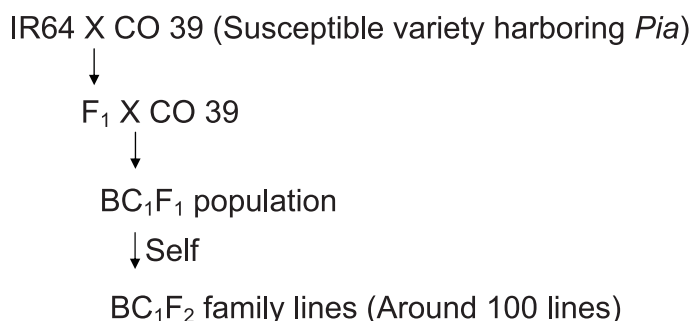 IR64 X CO 39 (Susceptible variety harboring Pia)
F₁ X CO 39
BC₁F₁ population
Self
BC₁F₂ family lines (Around 100 lines)